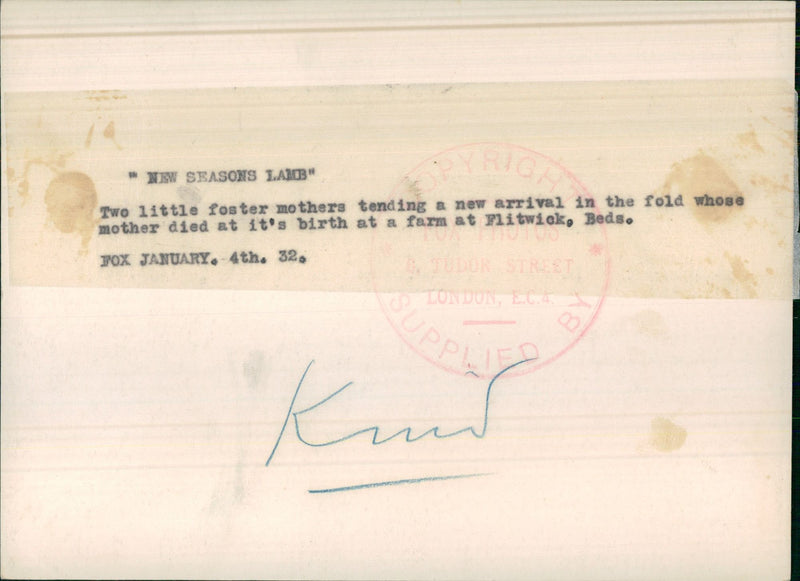 " NEW SEASONS LAMB"
Two little foster mothers tending a new arrival in the fold whose
mother died at it's birth at a farm at Flitwick, Beds.
FOX JANUARY. 4th. 32.
COPYRIGHT
FOX PHOTOS
6, TUDOR STREET
LONDON, E.C.4.
SUPPLIED BY